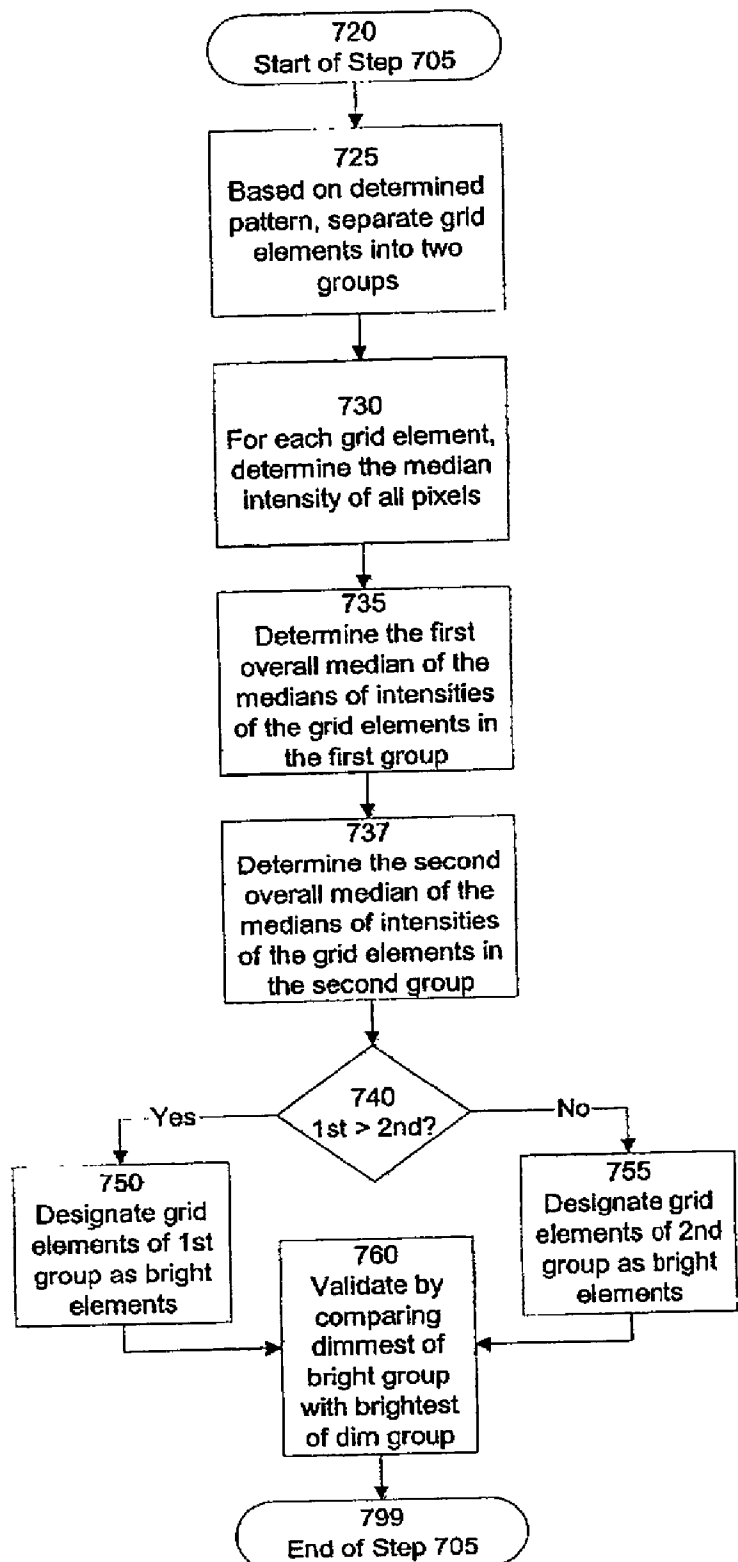 720
Start of Step 705
725
Based on determined
pattern, separate grid
elements into two
groups
730
For each grid element,
determine the median
intensity of all pixels
735
Determine the first
overall median of the
medians of intensities
of the grid elements in
the first group
737
Determine the second
overall median of the
medians of intensities
of the grid elements in
the second group
740
1st > 2nd?
Yes
No
750
Designate grid
elements of 1st
group as bright
elements
755
Designate grid
elements of 2nd
group as bright
elements
760
Validate by
comparing
dimmest of
bright group
with brightest
of dim group
799
End of Step 705